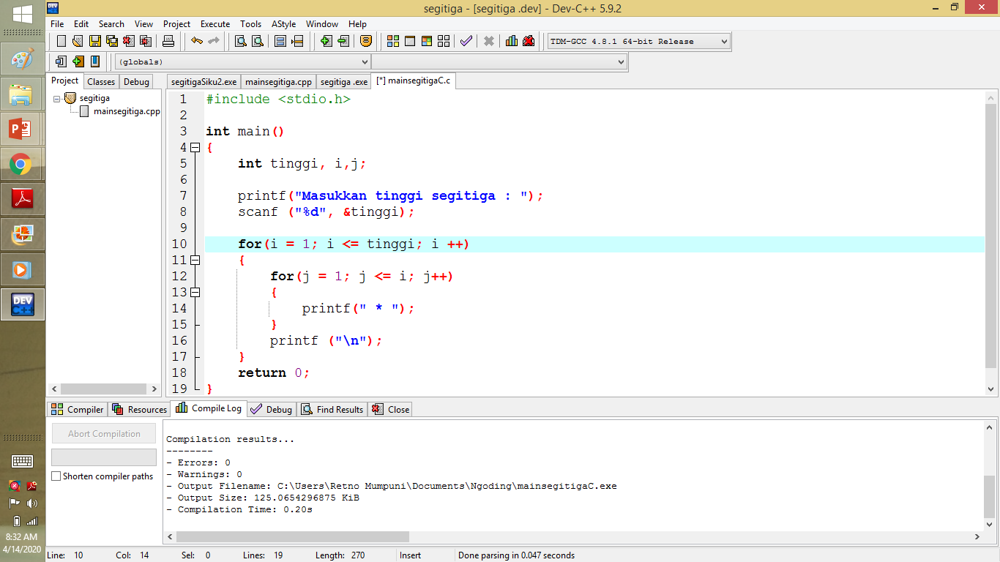 segitiga - [segitiga .dev] - Dev-C++ 5.9.2
File Edit Search View Project Execute Tools AStyle Window Help
TDM-GCC 4.8.1 64-bit Release
(globals)
Project Classes Debug
segitigaSiku2.exe mainsegitiga.cpp segitiga .exe [*] mainsegitigaC.c
segitiga
mainsegitiga.cpp
1 #include <stdio.h>
2
3 int main()
4 {
5 int tinggi, i,j;
6
7 printf("Masukkan tinggi segitiga : ");
8 scanf ("%d", &tinggi);
9
10 for(i = 1; i <= tinggi; i ++)
11 {
12 for(j = 1; j <= i; j++)
13 {
14 printf(" * ");
15 }
16 printf ("\n");
17 }
18 return 0;
19 }
Compiler Resources Compile Log Debug Find Results Close
Abort Compilation
Shorten compiler paths
Compilation results...
--------
- Errors: 0
- Warnings: 0
- Output Filename: C:\Users\Retno Mumpuni\Documents\Ngoding\mainsegitigaC.exe
- Output Size: 125.0654296875 KiB
- Compilation Time: 0.20s
DEV
C++
8:32 AM
4/14/2020
Line: 10 Col: 14 Sel: 0 Lines: 19 Length: 270 Insert Done parsing in 0.047 seconds